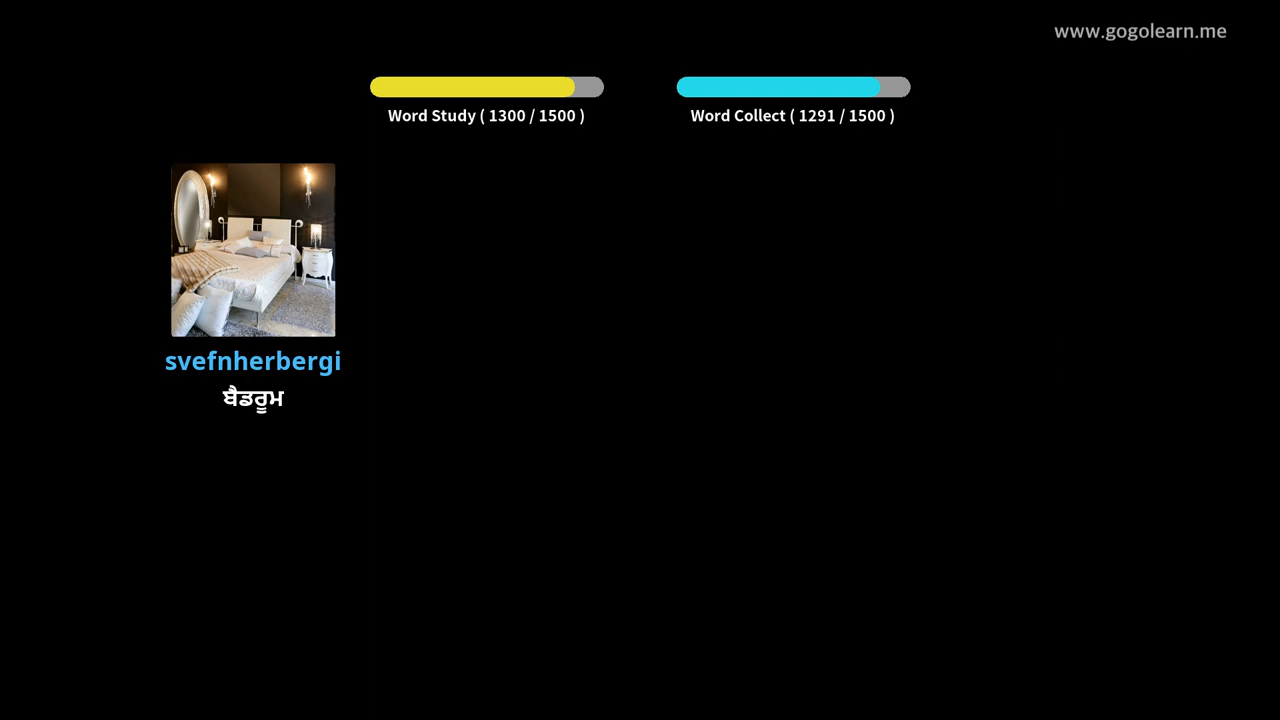 www.gogolearn.me
Word Study ( 1300 / 1500 )
Word Collect ( 1291 / 1500 )
svefnherbergi
ਬੈਡਰੂਮ